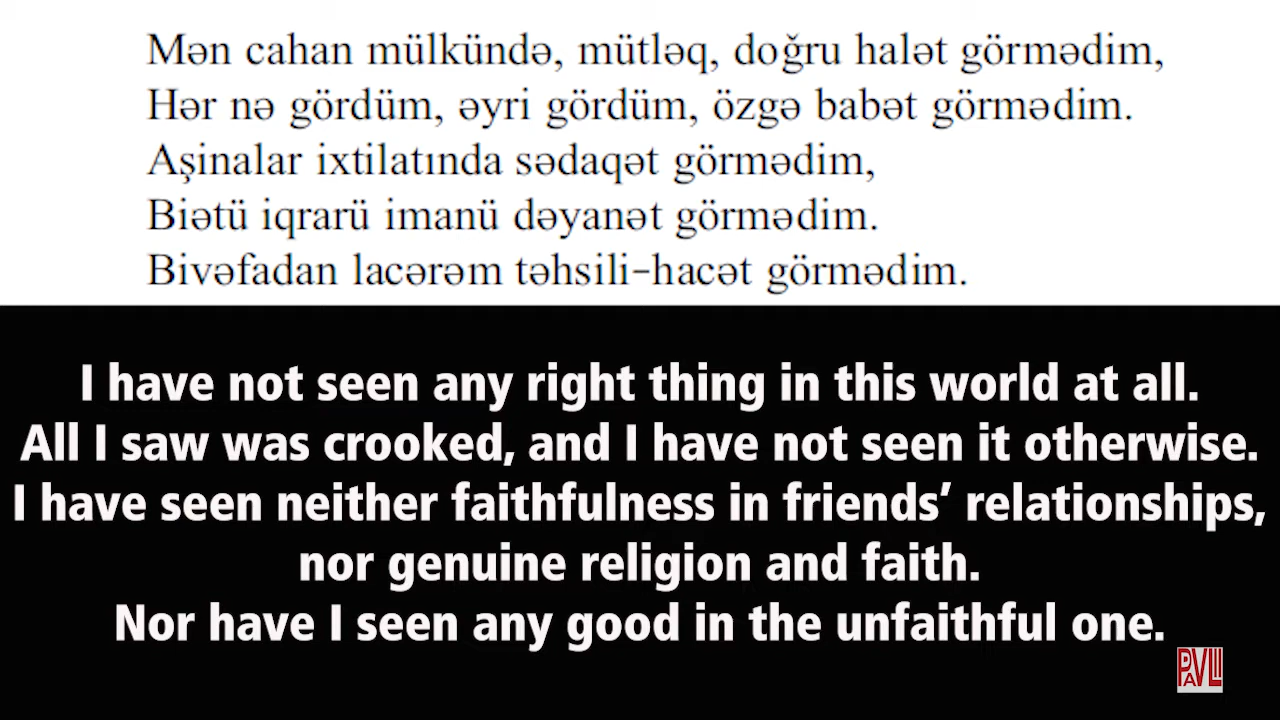 Mən cahan mülkündə, mütləq, doğru halət görmədim,
Hər nə gördüm, əyri gördüm, özgə babət görmədim.
Aşinalar ixtilatında sədaqət görmədim,
Biətü iqrarü imanü dəyanət görmədim.
Bivəfadan lacərəm təhsili-hacət görmədim.
I have not seen any right thing in this world at all.
All I saw was crooked, and I have not seen it otherwise.
I have seen neither faithfulness in friends’ relationships,
nor genuine religion and faith.
Nor have I seen any good in the unfaithful one.